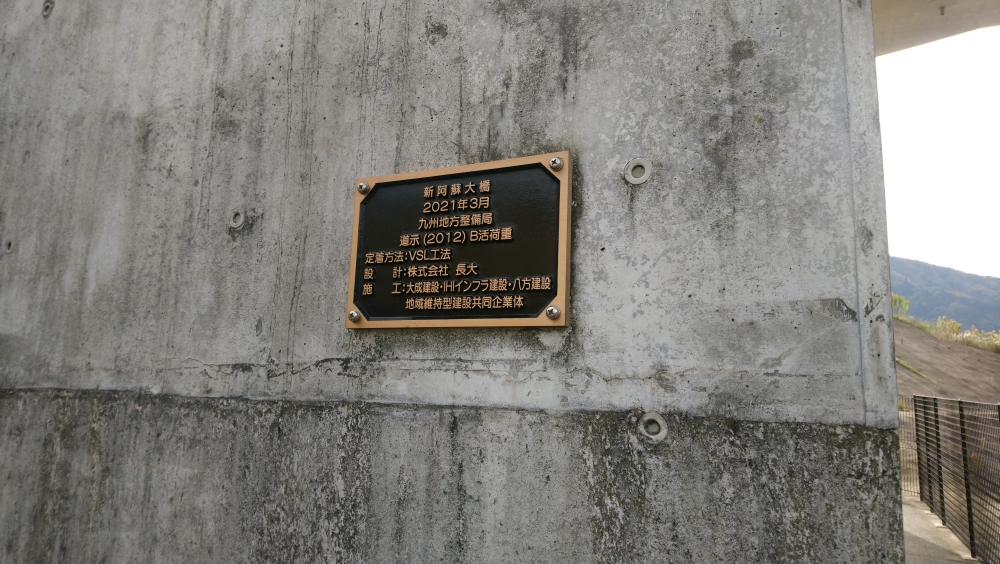 新阿蘇大橋
2021年3月
九州地方整備局
道示(2012)B活荷重
定着方法:VSL工法
設 計:株式会社 長大
施 工:大成建設・IHIインフラ建設・八方建設
地域維持型建設共同企業体